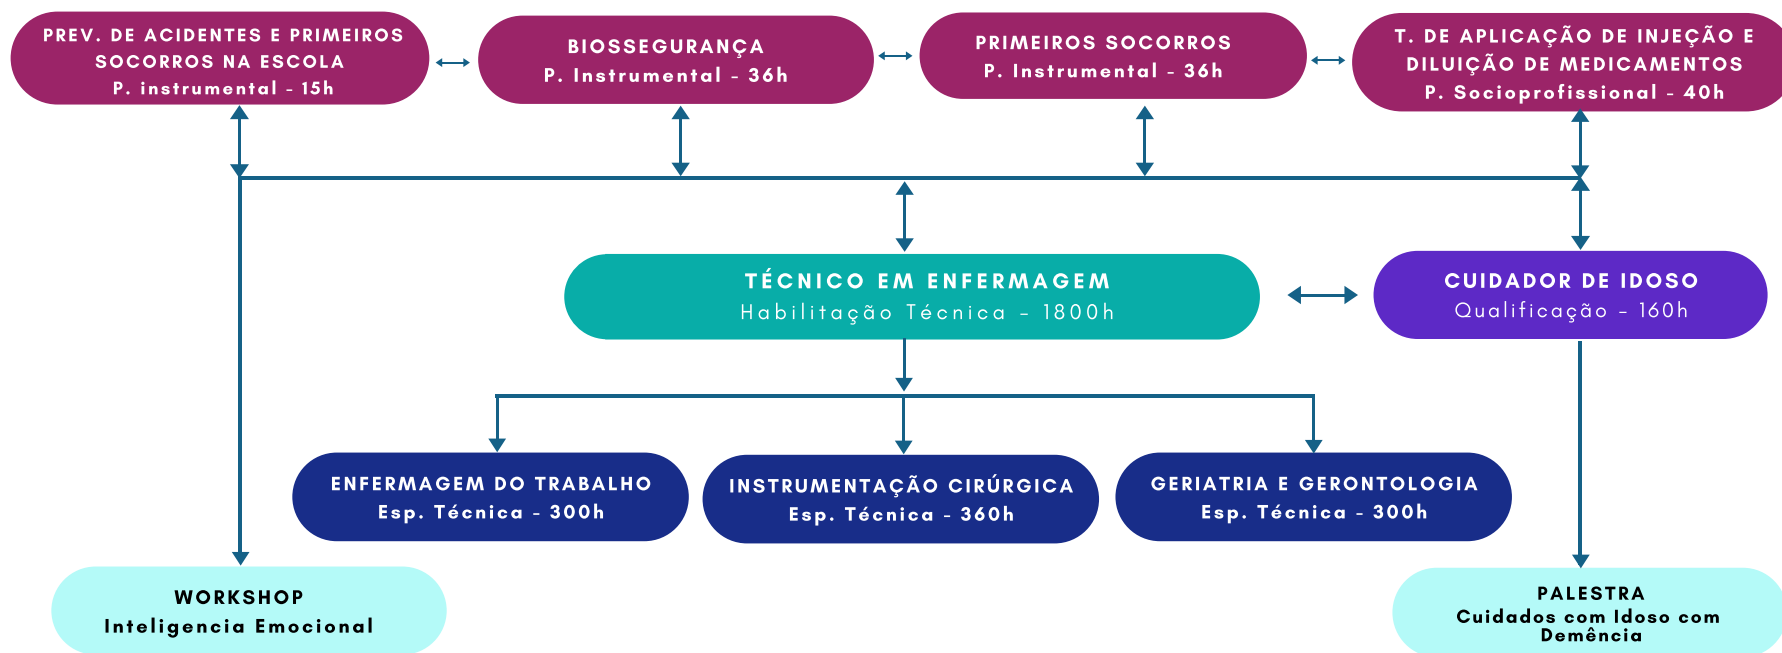 PREV. DE ACIDENTES E PRIMEIROS
SOCORROS NA ESCOLA
P. instrumental - 15h
BIOSSEGURANÇA
P. Instrumental - 36h
PRIMEIROS SOCORROS
P. Instrumental - 36h
T. DE APLICAÇÃO DE INJEÇÃO E
DILUIÇÃO DE MEDICAMENTOS
P. Socioprofissional - 40h
TÉCNICO EM ENFERMAGEM
Habilitação Técnica - 1800h
CUIDADOR DE IDOSO
Qualificação - 160h
ENFERMAGEM DO TRABALHO
Esp. Técnica - 300h
INSTRUMENTAÇÃO CIRÚRGICA
Esp. Técnica - 360h
GERIATRIA E GERONTOLOGIA
Esp. Técnica - 300h
WORKSHOP
Inteligencia Emocional
PALESTRA
Cuidados com Idoso com
Demência